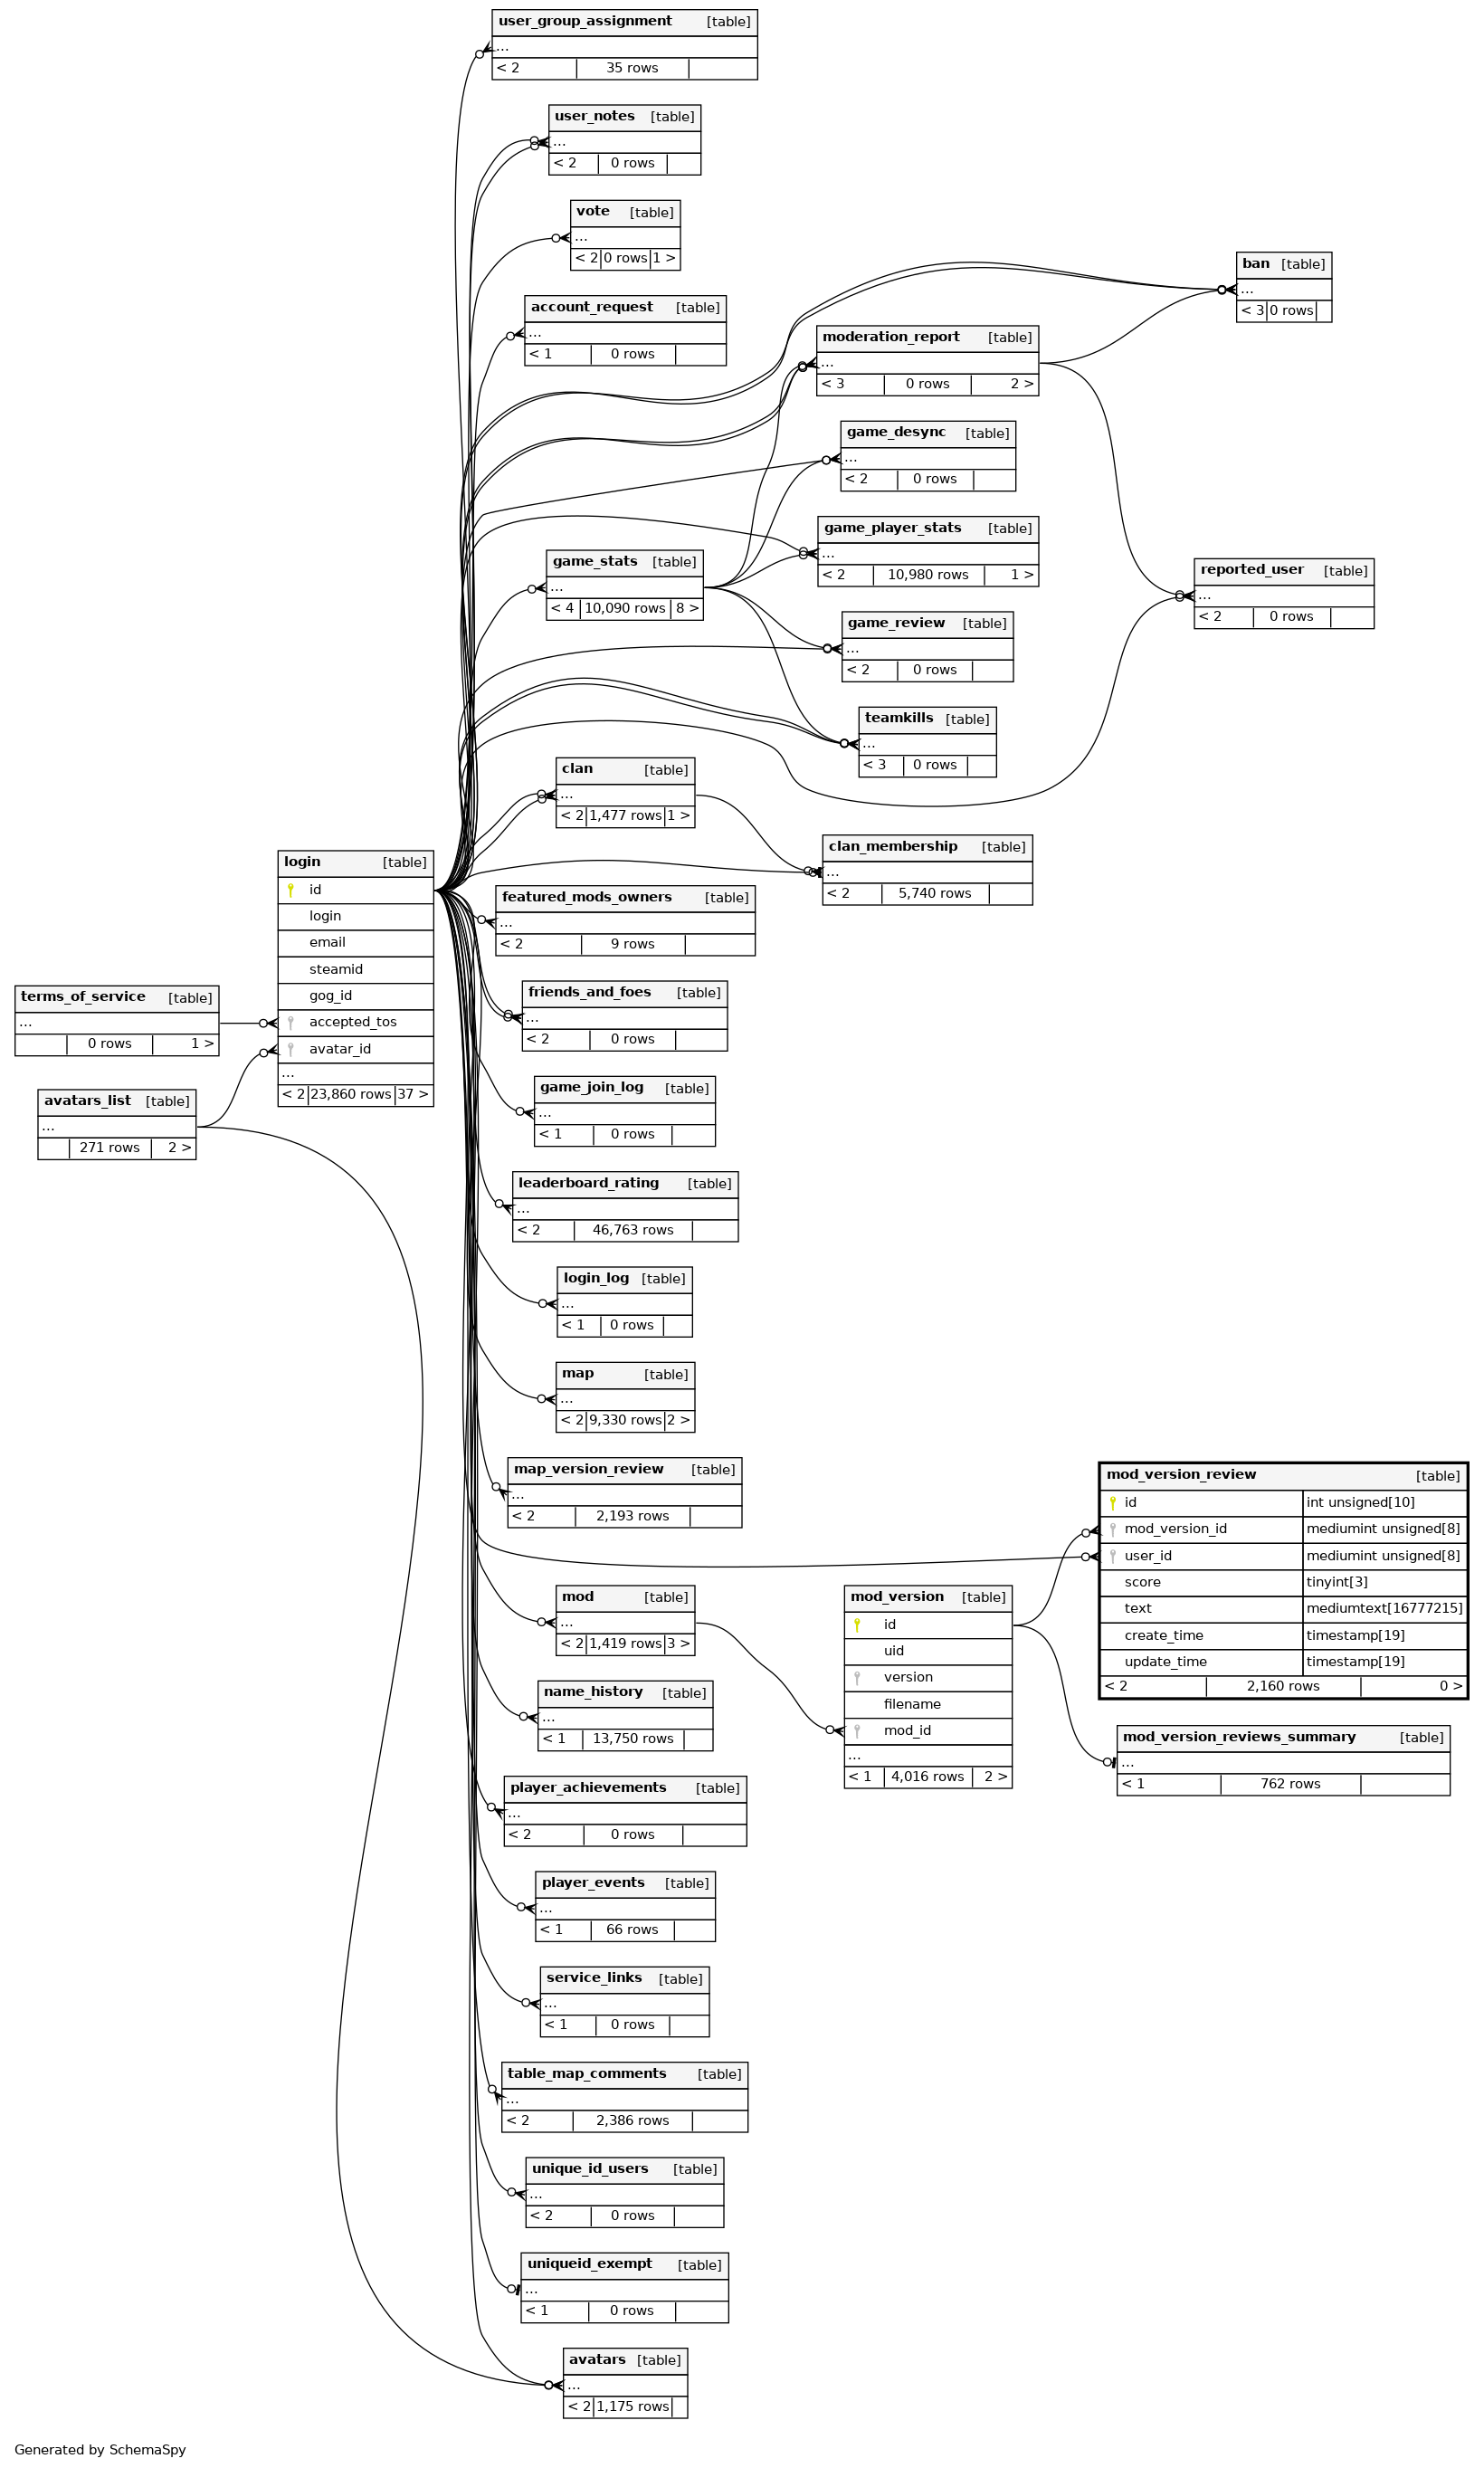 user_group_assignment [table]
...
< 2 35 rows
user_notes [table]
...
< 2 0 rows
vote [table]
...
< 2 0 rows 1 >
account_request [table]
...
< 1 0 rows
ban [table]
...
< 3 0 rows
moderation_report [table]
...
< 3 0 rows 2 >
game_desync [table]
...
< 2 0 rows
game_player_stats [table]
...
< 2 10,980 rows 1 >
game_stats [table]
...
< 4 10,090 rows 8 >
reported_user [table]
...
< 2 0 rows
game_review [table]
...
< 2 0 rows
teamkills [table]
...
< 3 0 rows
clan [table]
...
< 2 1,477 rows 1 >
clan_membership [table]
...
< 2 5,740 rows
login [table]
id
login
email
steamid
gog_id
accepted_tos
avatar_id
...
< 2 23,860 rows 37 >
terms_of_service [table]
...
0 rows 1 >
avatars_list [table]
...
271 rows 2 >
featured_mods_owners [table]
...
< 2 9 rows
friends_and_foes [table]
...
< 2 0 rows
game_join_log [table]
...
< 1 0 rows
leaderboard_rating [table]
...
< 2 46,763 rows
login_log [table]
...
< 1 0 rows
map [table]
...
< 2 9,330 rows 2 >
map_version_review [table]
...
< 2 2,193 rows
mod_version_review [table]
id int unsigned[10]
mod_version_id mediumint unsigned[8]
user_id mediumint unsigned[8]
score tinyint[3]
text mediumtext[16777215]
create_time timestamp[19]
update_time timestamp[19]
< 2 2,160 rows 0 >
mod [table]
...
< 2 1,419 rows 3 >
mod_version [table]
id
uid
version
filename
mod_id
...
< 1 4,016 rows 2 >
mod_version_reviews_summary [table]
...
< 1 762 rows
name_history [table]
...
< 1 13,750 rows
player_achievements [table]
...
< 2 0 rows
player_events [table]
...
< 1 66 rows
service_links [table]
...
< 1 0 rows
table_map_comments [table]
...
< 2 2,386 rows
unique_id_users [table]
...
< 2 0 rows
uniqueid_exempt [table]
...
< 1 0 rows
avatars [table]
...
< 2 1,175 rows
Generated by SchemaSpy